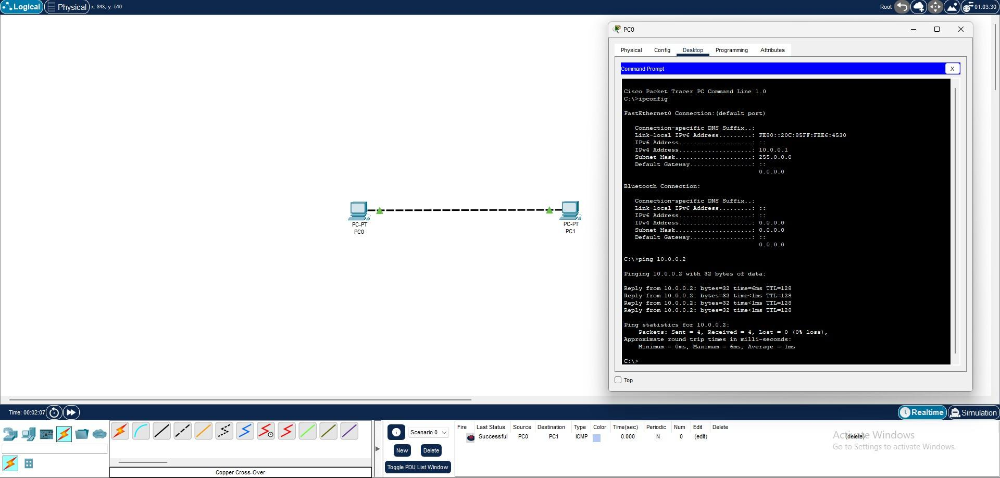 Logical Physical x: 843, y: 516
Root 01:03:30
PC0
Physical Config Desktop Programming Attributes
Command Prompt X
Cisco Packet Tracer PC Command Line 1.0
C:\>ipconfig
FastEthernet0 Connection:(default port)
Connection-specific DNS Suffix..:
Link-local IPv6 Address.........: FE80::20C:85FF:FEE6:4530
IPv6 Address....................: ::
IPv4 Address....................: 10.0.0.1
Subnet Mask.....................: 255.0.0.0
Default Gateway.................: ::
0.0.0.0
Bluetooth Connection:
Connection-specific DNS Suffix..:
Link-local IPv6 Address.........: ::
IPv6 Address....................: ::
IPv4 Address....................: 0.0.0.0
Subnet Mask.....................: 0.0.0.0
Default Gateway.................: ::
0.0.0.0
C:\>ping 10.0.0.2
Pinging 10.0.0.2 with 32 bytes of data:
Reply from 10.0.0.2: bytes=32 time=6ms TTL=128
Reply from 10.0.0.2: bytes=32 time<1ms TTL=128
Reply from 10.0.0.2: bytes=32 time<1ms TTL=128
Reply from 10.0.0.2: bytes=32 time<1ms TTL=128
Ping statistics for 10.0.0.2:
Packets: Sent = 4, Received = 4, Lost = 0 (0% loss),
Approximate round trip times in milli-seconds:
Minimum = 0ms, Maximum = 6ms, Average = 1ms
C:\>
Top
PC-PT
PC0
PC-PT
PC1
Time: 00:02:07
Realtime Simulation
Scenario 0
New Delete
Toggle PDU List Window
Fire Last Status Source Destination Type Color Time(sec) Periodic Num Edit Delete
Successful PC0 PC1 ICMP 0.000 N 0 (edit) (delete)
Activate Windows
Go to Settings to activate Windows.
Copper Cross-Over